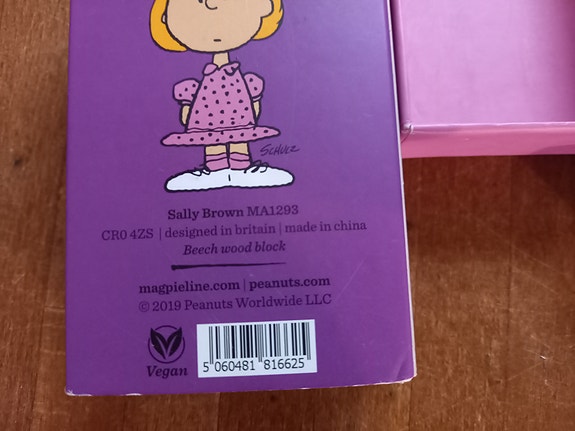 SCHULZ
Sally Brown MA1293
CR0 4ZS | designed in britain | made in china
Beech wood block
magpieline.com | peanuts.com
© 2019 Peanuts Worldwide LLC
Vegan
5 060481 816625